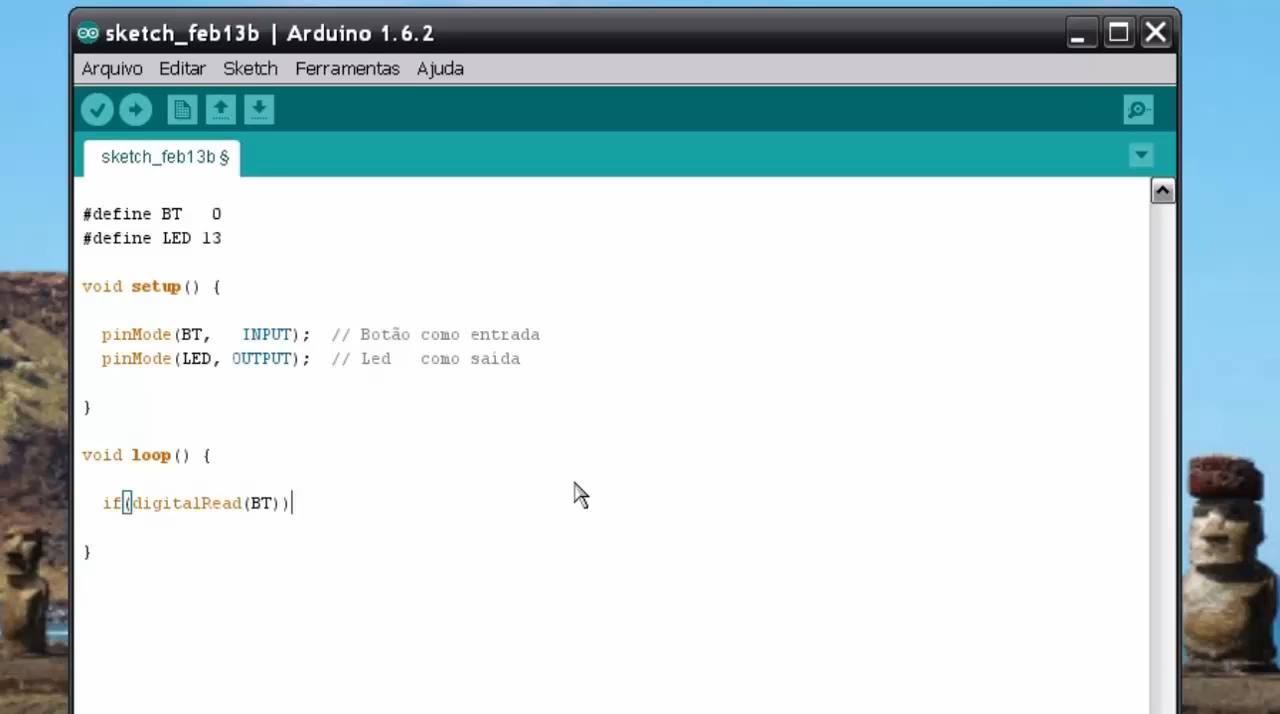 sketch_feb13b | Arduino 1.6.2
Arquivo Editar Sketch Ferramentas Ajuda
sketch_feb13b §
#define BT   0
#define LED 13
void setup() {
  pinMode(BT,   INPUT);  // Botão como entrada
  pinMode(LED, OUTPUT);  // Led   como saida
}
void loop() {
  if(digitalRead(BT))
}